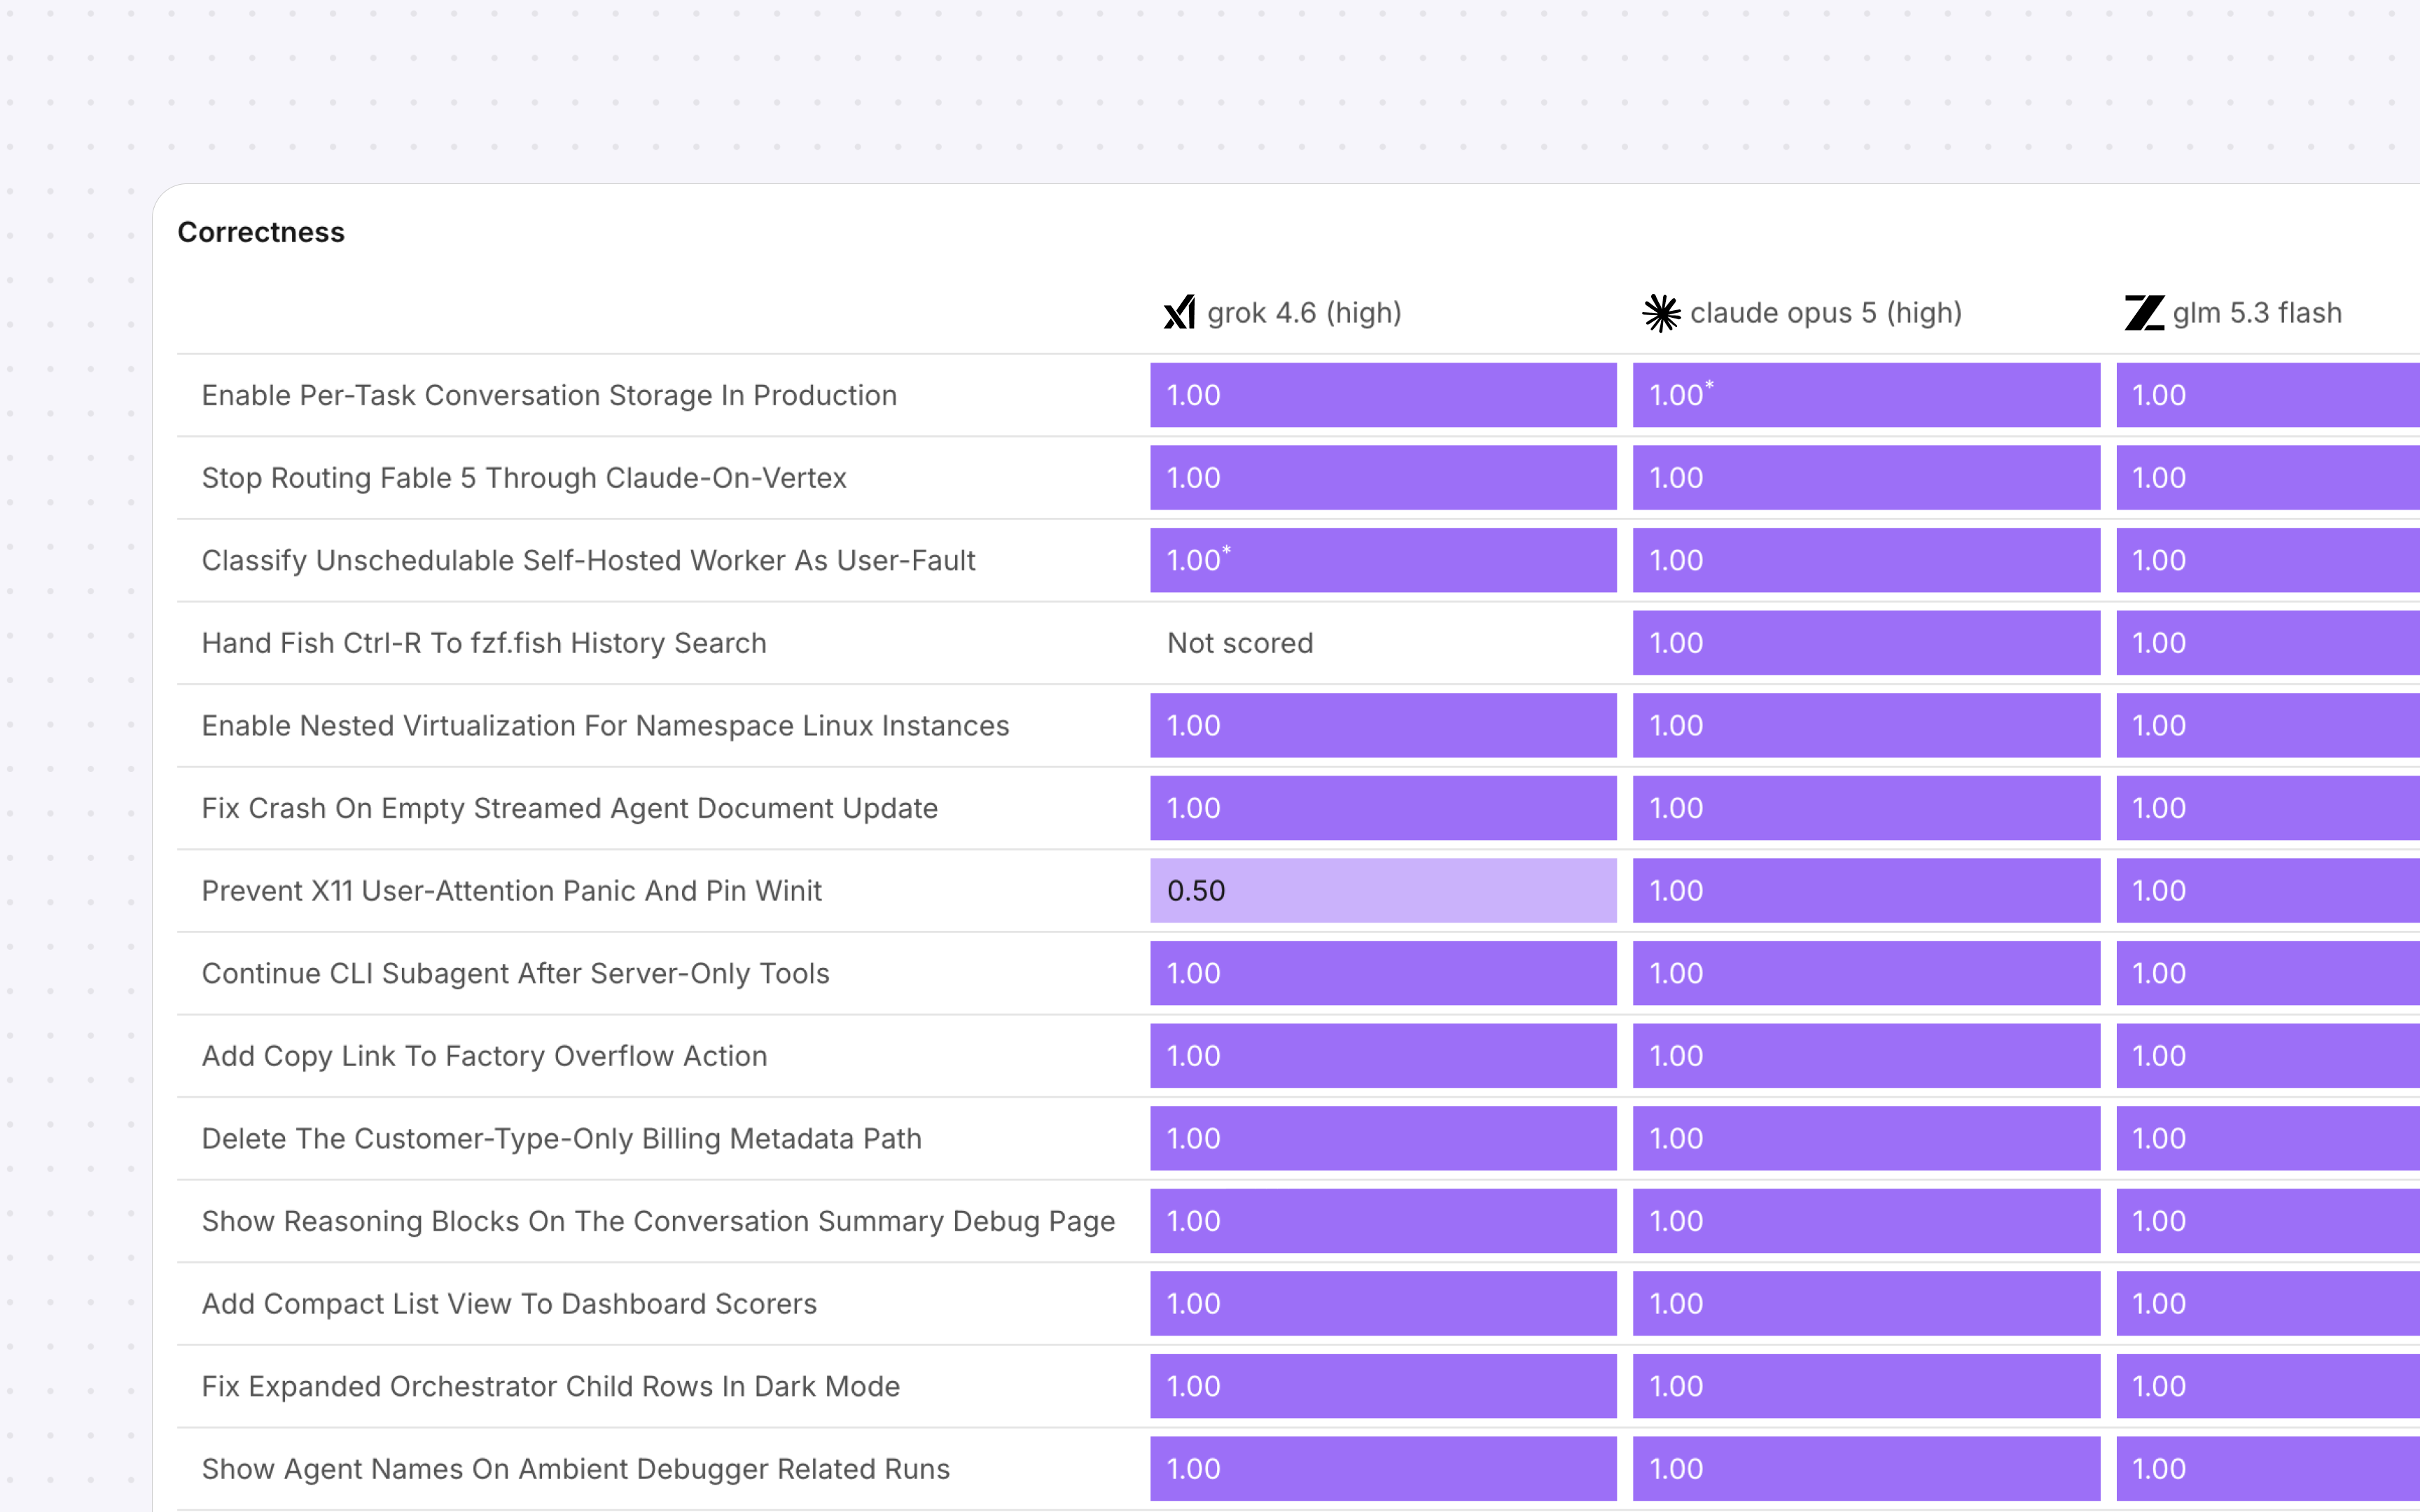 Correctness
grok 4.6 (high) claude opus 5 (high) glm 5.3 flash
Enable Per-Task Conversation Storage In Production 1.00 1.00* 1.00
Stop Routing Fable 5 Through Claude-On-Vertex 1.00 1.00 1.00
Classify Unschedulable Self-Hosted Worker As User-Fault 1.00* 1.00 1.00
Hand Fish Ctrl-R To fzf.fish History Search Not scored 1.00 1.00
Enable Nested Virtualization For Namespace Linux Instances 1.00 1.00 1.00
Fix Crash On Empty Streamed Agent Document Update 1.00 1.00 1.00
Prevent X11 User-Attention Panic And Pin Winit 0.50 1.00 1.00
Continue CLI Subagent After Server-Only Tools 1.00 1.00 1.00
Add Copy Link To Factory Overflow Action 1.00 1.00 1.00
Delete The Customer-Type-Only Billing Metadata Path 1.00 1.00 1.00
Show Reasoning Blocks On The Conversation Summary Debug Page 1.00 1.00 1.00
Add Compact List View To Dashboard Scorers 1.00 1.00 1.00
Fix Expanded Orchestrator Child Rows In Dark Mode 1.00 1.00 1.00
Show Agent Names On Ambient Debugger Related Runs 1.00 1.00 1.00